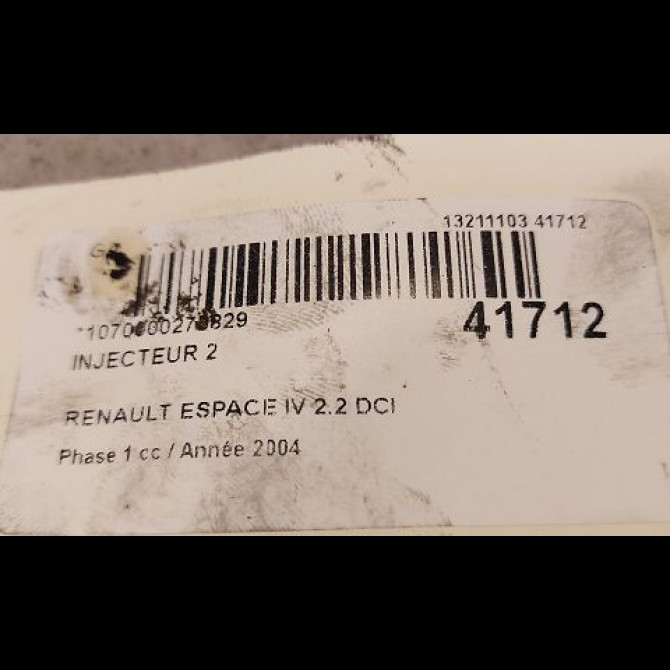 13211103 41712
41712
INJECTEUR 2
RENAULT ESPACE IV 2.2 DCI
Phase 1 cc / Année 2004